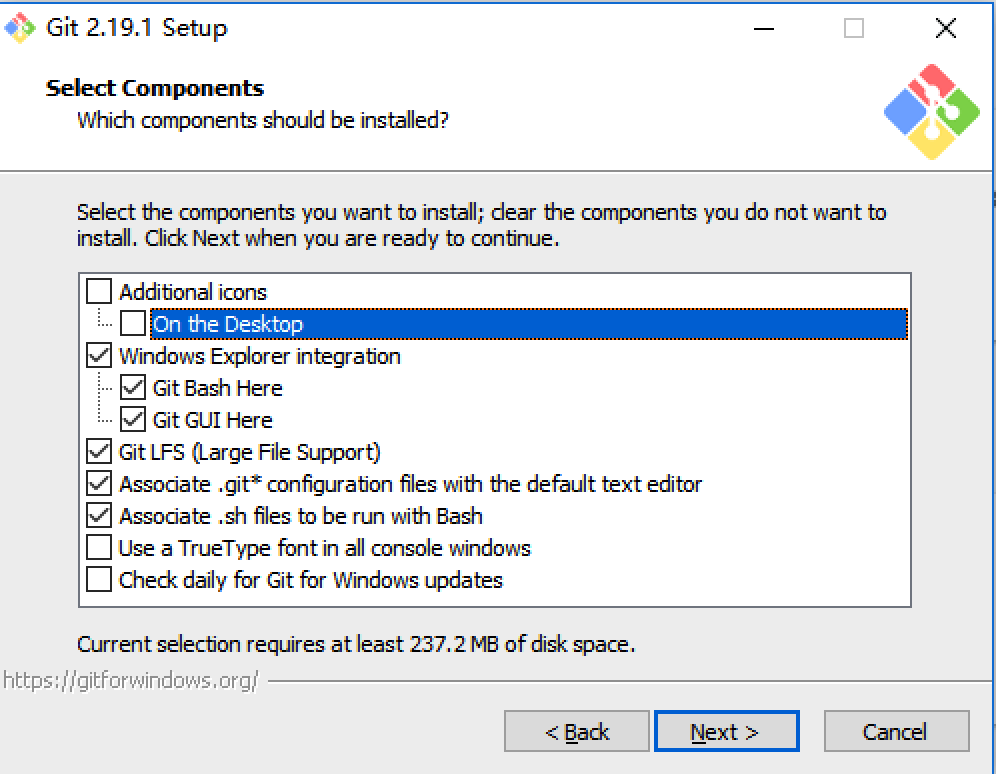 Git 2.19.1 Setup
Select Components
Which components should be installed?
Select the components you want to install; clear the components you do not want to
install. Click Next when you are ready to continue.
Additional icons
On the Desktop
Windows Explorer integration
Git Bash Here
Git GUI Here
Git LFS (Large File Support)
Associate .git* configuration files with the default text editor
Associate .sh files to be run with Bash
Use a TrueType font in all console windows
Check daily for Git for Windows updates
Current selection requires at least 237.2 MB of disk space.
https://gitforwindows.org/
< Back
Next >
Cancel